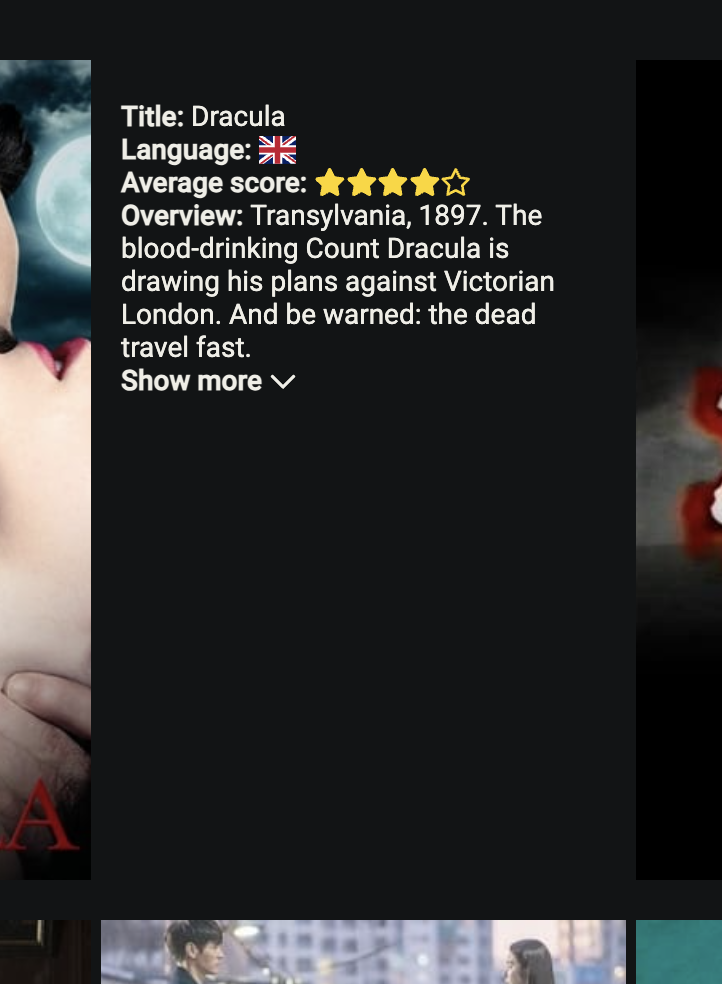 Title: Dracula
Language:
Average score:
Overview: Transylvania, 1897. The
blood-drinking Count Dracula is
drawing his plans against Victorian
London. And be warned: the dead
travel fast.
Show more
A